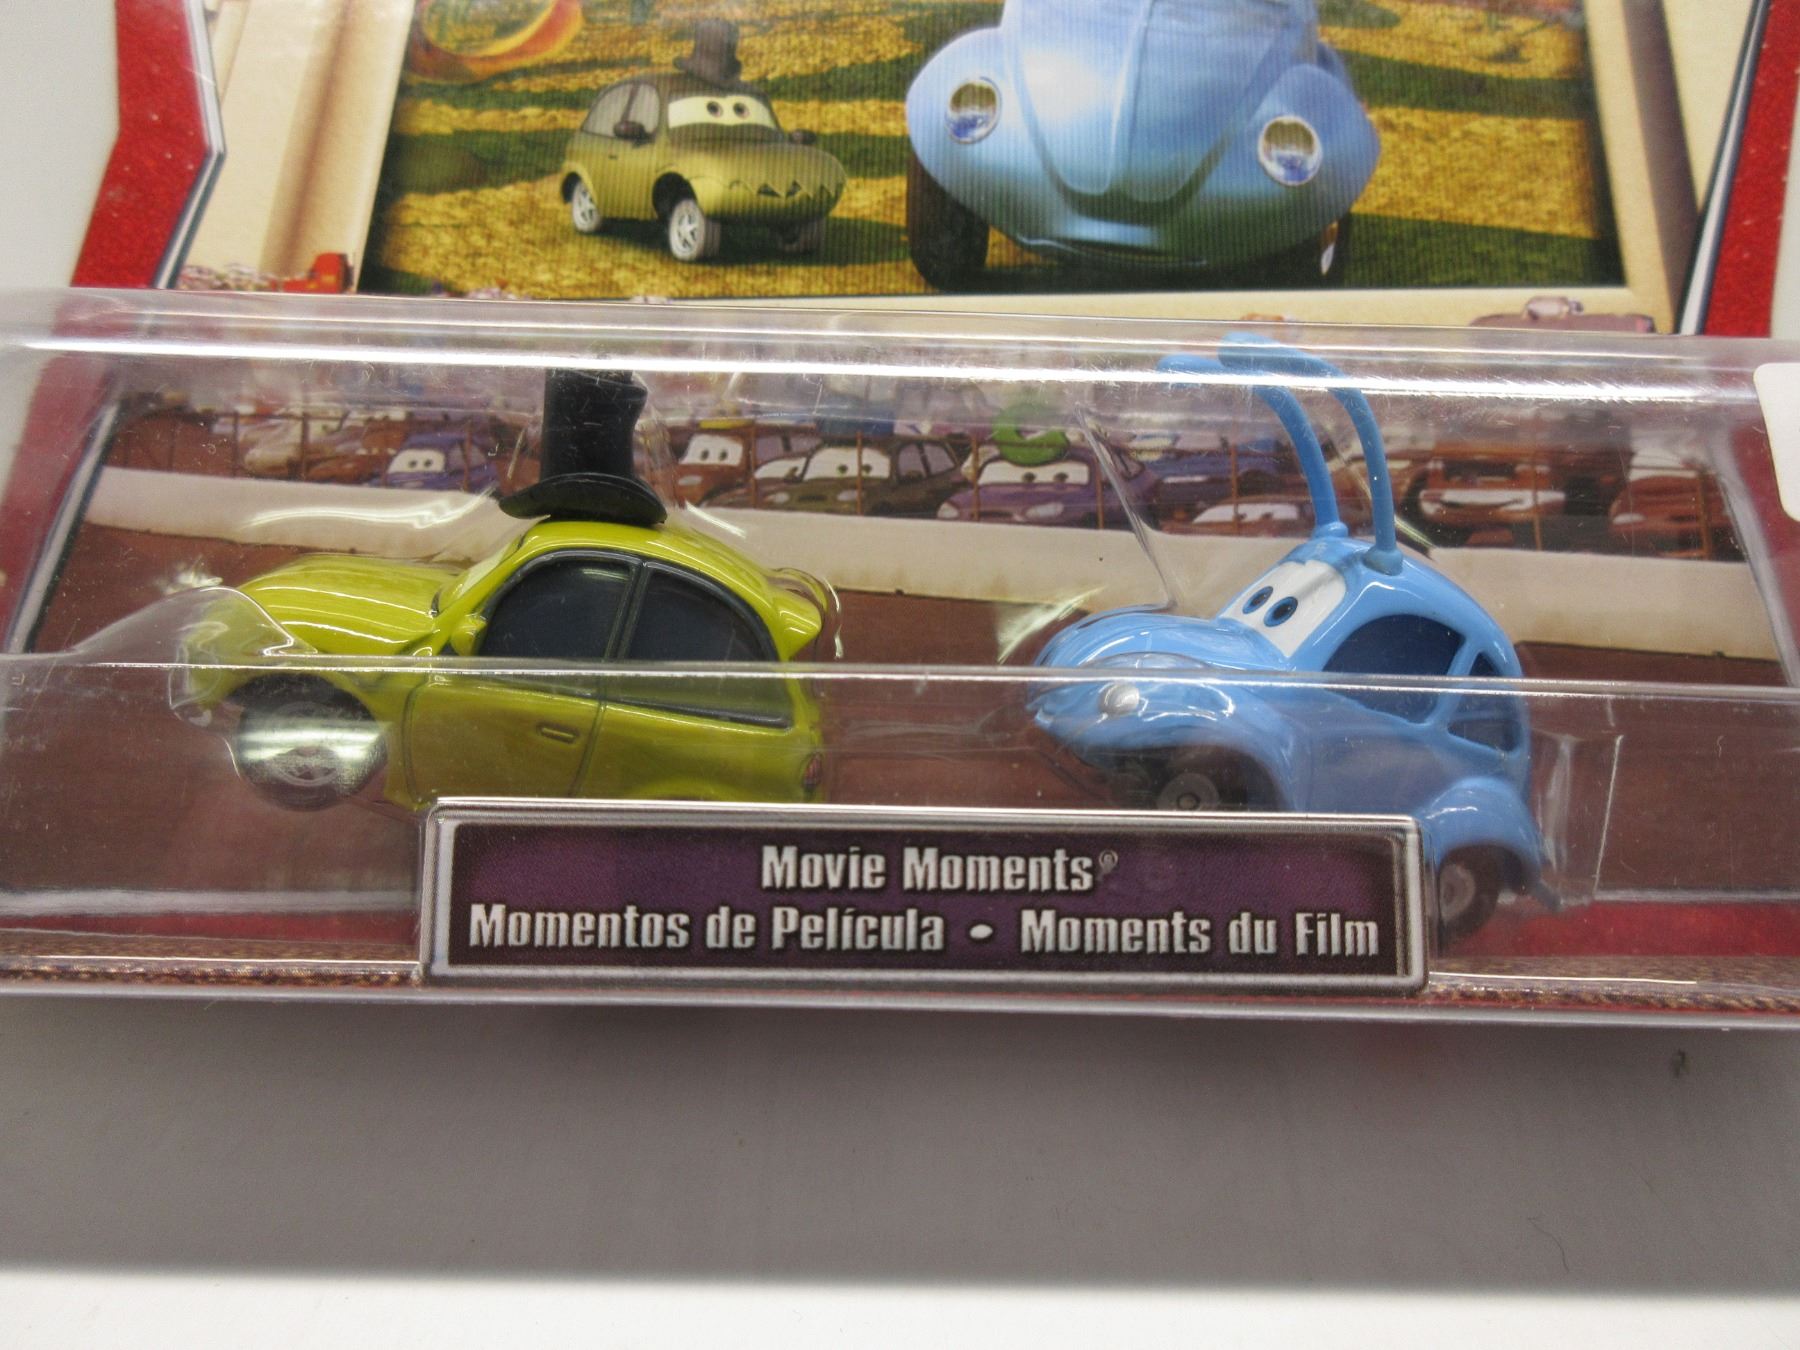 Movie Moments®
Momentos de Película • Moments du Film